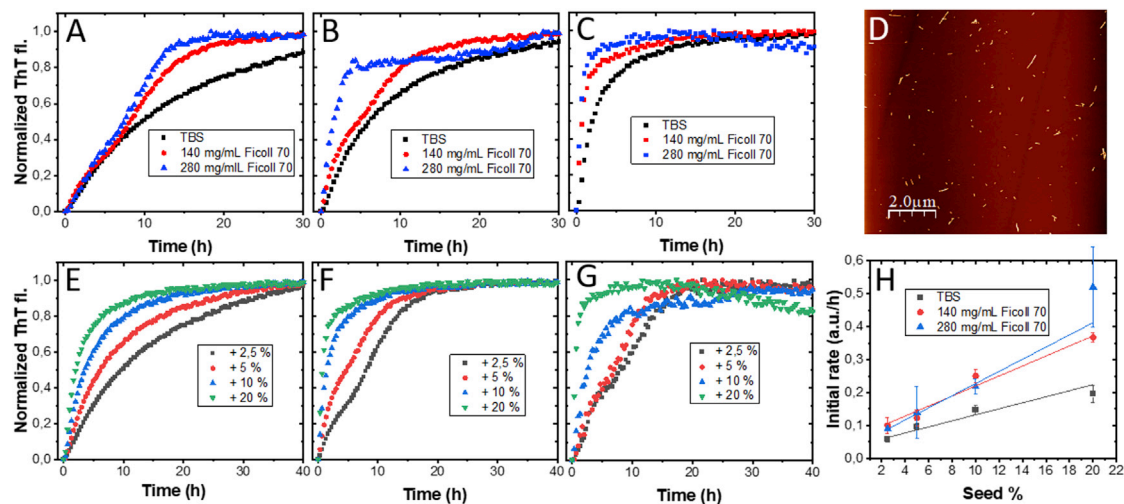 A
B
C
D
Normalized ThT fl.
1,0
0,8
0,6
0,4
0,2
0,0
TBS
140 mg/mL Ficoll 70
280 mg/mL Ficoll 70
TBS
140 mg/mL Ficoll 70
280 mg/mL Ficoll 70
TBS
140 mg/mL Ficoll 70
280 mg/mL Ficoll 70
0 10 20 30
0 10 20 30
0 10 20 30
Time (h)
Time (h)
Time (h)
2.0μm
E
F
G
H
Normalized ThT fl.
1,0
0,8
0,6
0,4
0,2
0,0
+ 2,5 %
+ 5 %
+ 10 %
+ 20 %
+ 2,5 %
+ 5 %
+ 10 %
+ 20 %
+ 2,5 %
+ 5 %
+ 10 %
+ 20 %
0 10 20 30 40
0 10 20 30 40
0 10 20 30 40
Time (h)
Time (h)
Time (h)
Initial rate (a.u./h)
0,6
0,5
0,4
0,3
0,2
0,1
0,0
TBS
140 mg/mL Ficoll 70
280 mg/mL Ficoll 70
2 4 6 8 10 12 14 16 18 20 22
Seed %